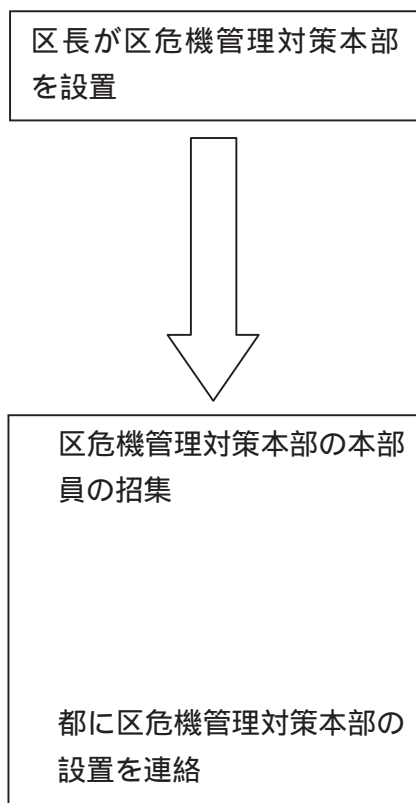 区長が区危機管理対策本部
を設置
区危機管理対策本部の本部
員の招集
都に区危機管理対策本部の
設置を連絡